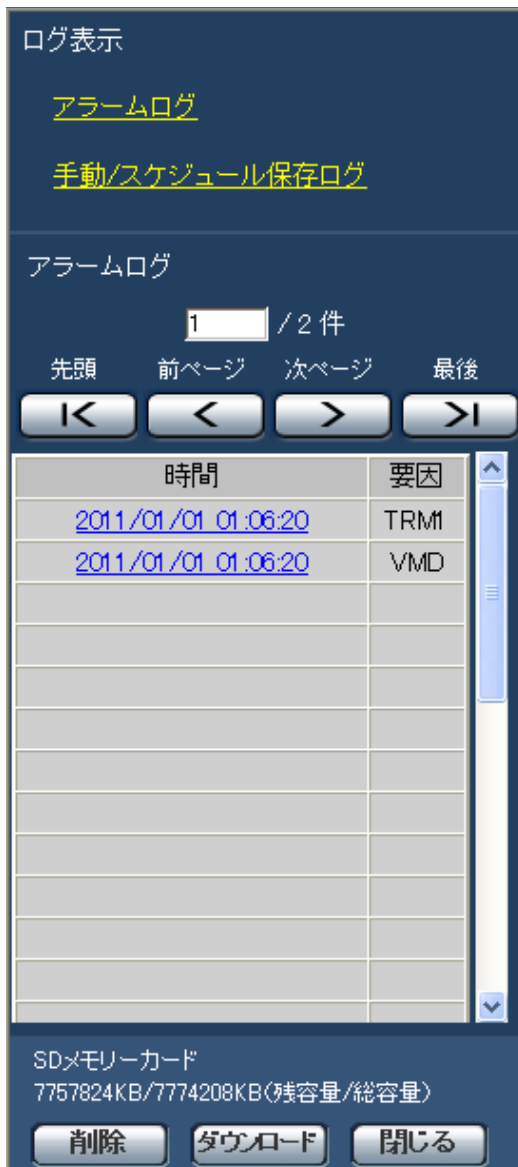 ログ表示
アラームログ
手動/スケジュール保存ログ
アラームログ
1 /2件
先頭 前ページ 次ページ 最後
時間 要因
2011/01/01 01:06:20 TRM1
2011/01/01 01:06:20 VMD
SDメモリーカード
7757824KB/7774208KB(残容量/総容量)
削除 ダウンロード 閉じる